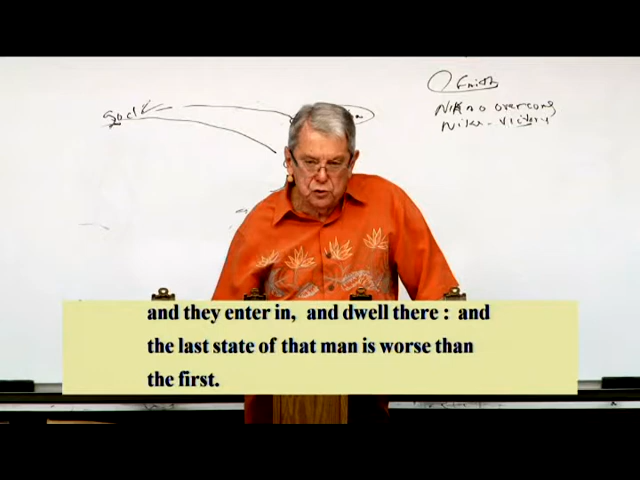 Faith
God
Nikao overcome
Nike - Victory
and they enter in, and dwell there : and
the last state of that man is worse than
the first.